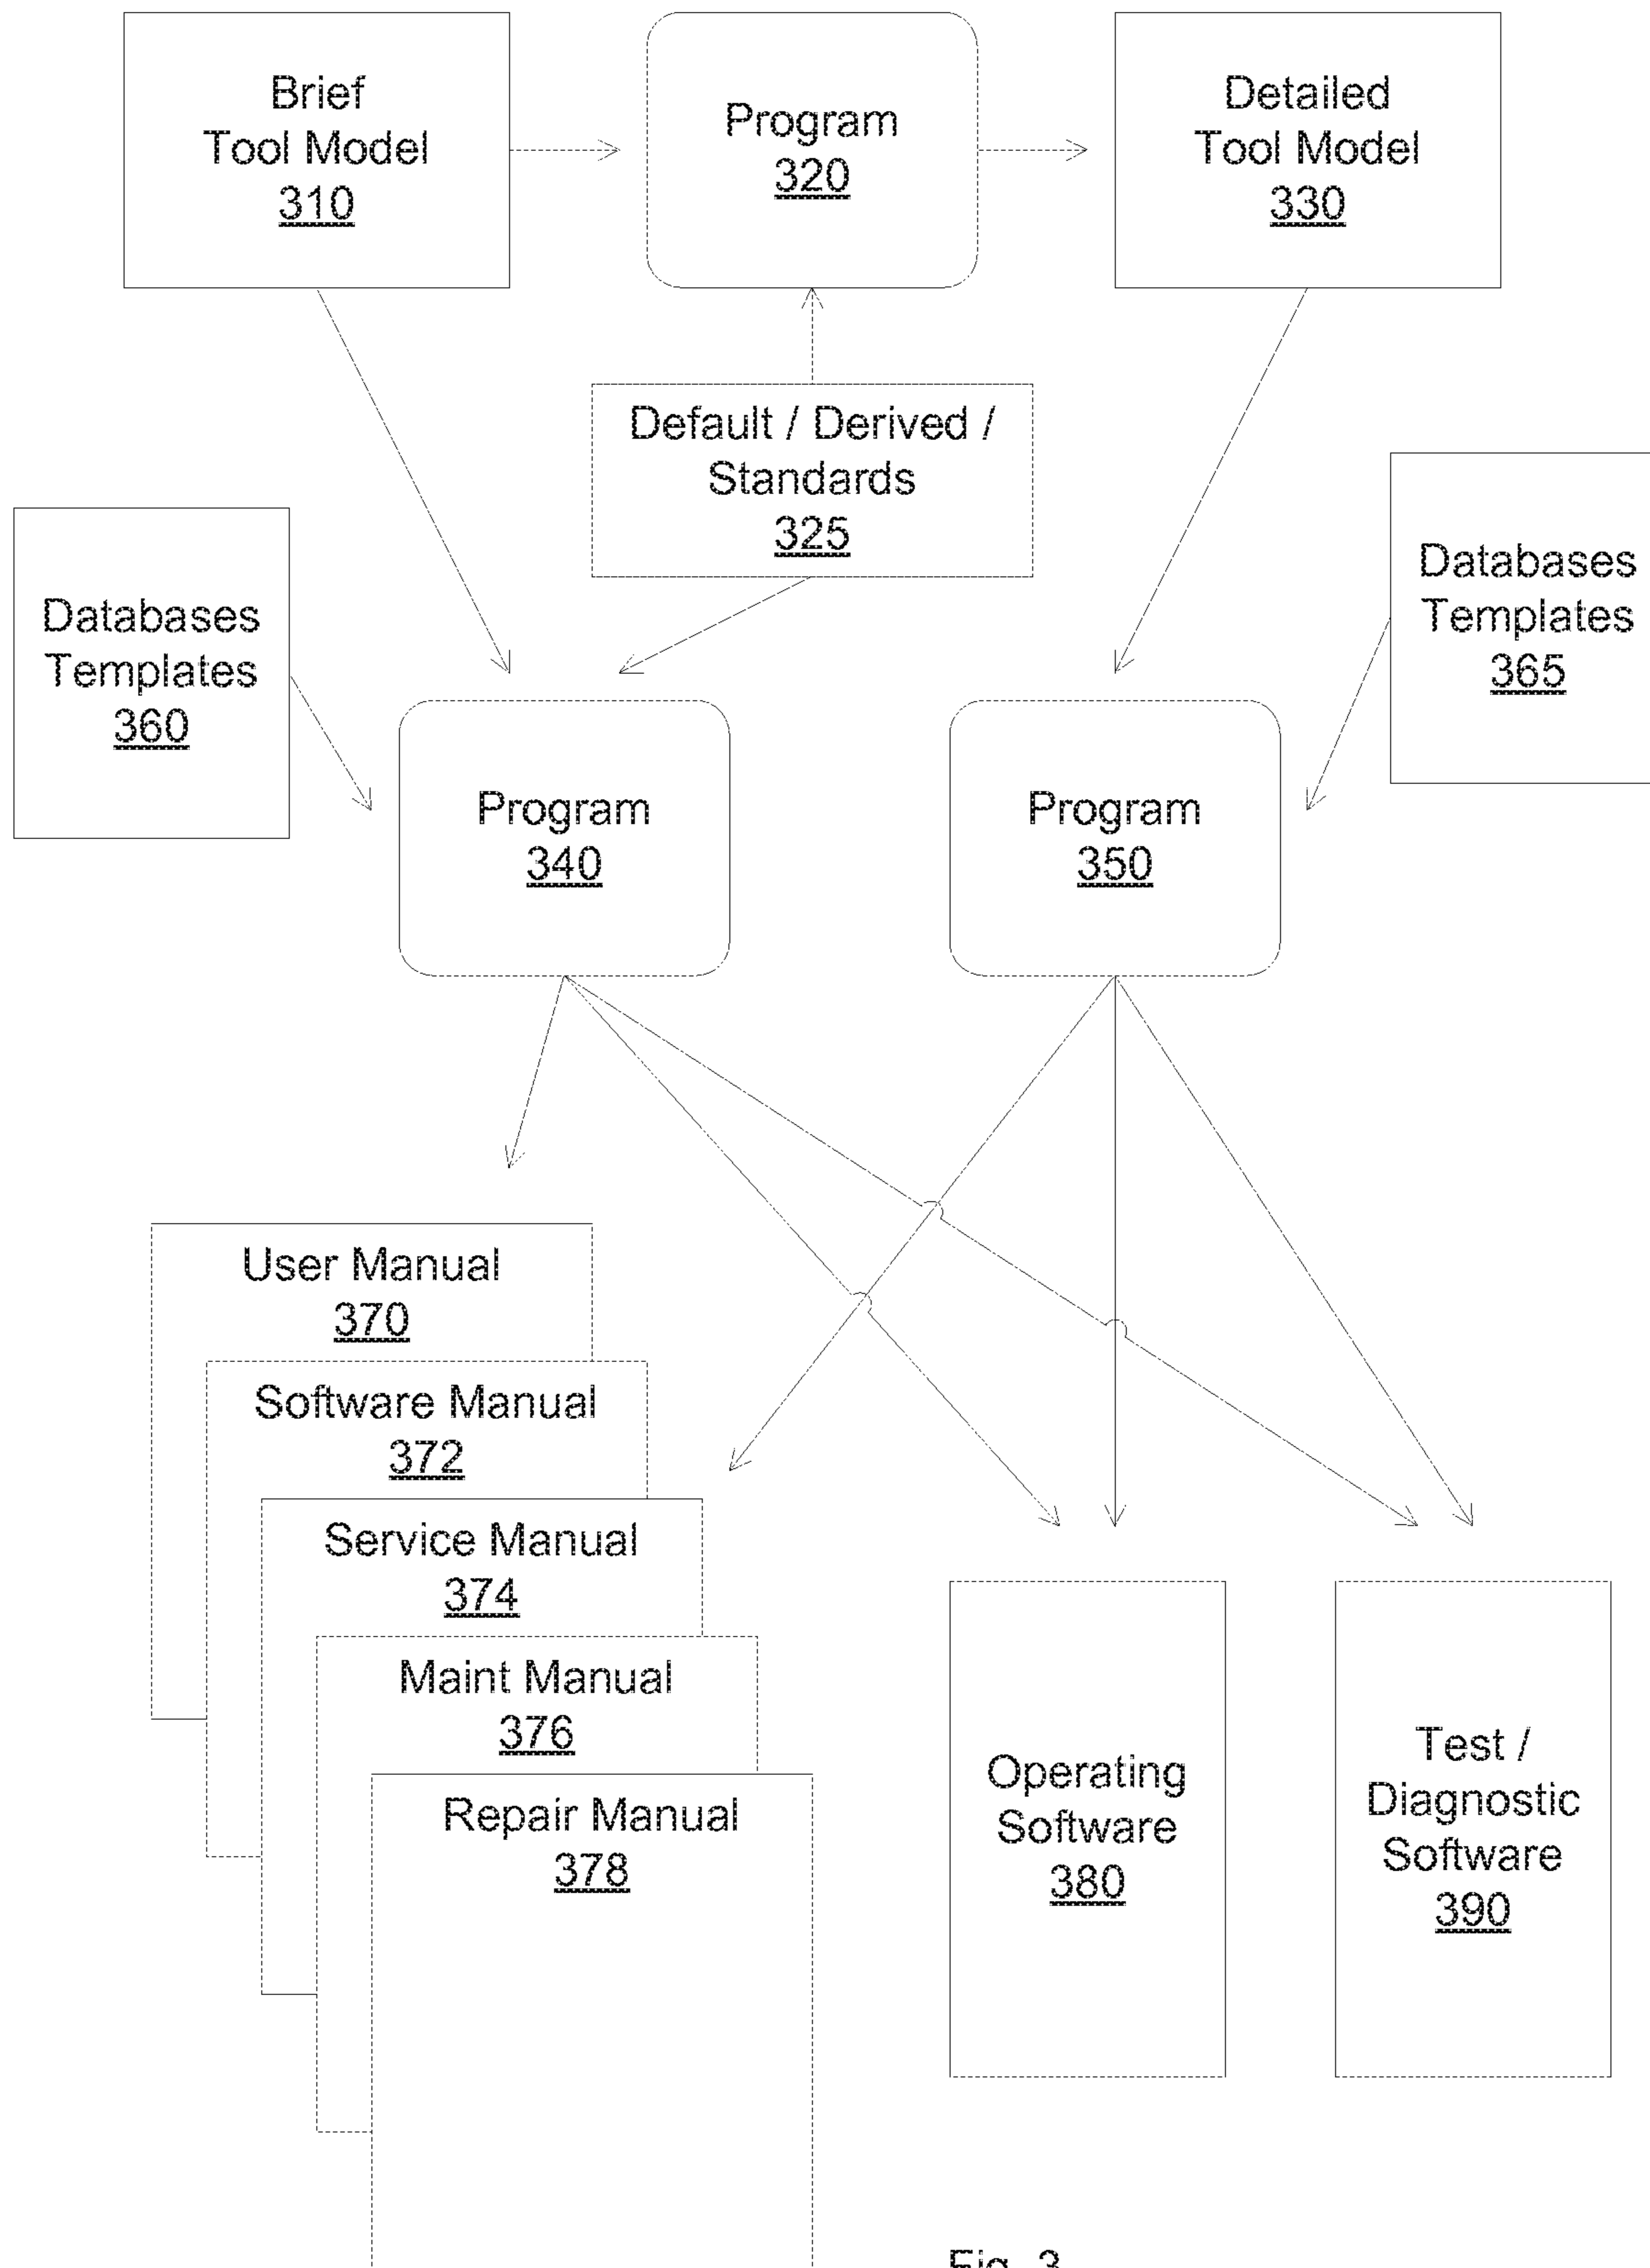 Brief
Tool Model
310
Program
320
Detailed
Tool Model
330
Default / Derived /
Standards
325
Databases
Templates
360
Databases
Templates
365
Program
340
Program
350
User Manual
370
Software Manual
372
Service Manual
374
Maint Manual
376
Repair Manual
378
Operating
Software
380
Test /
Diagnostic
Software
390
Fig. 3